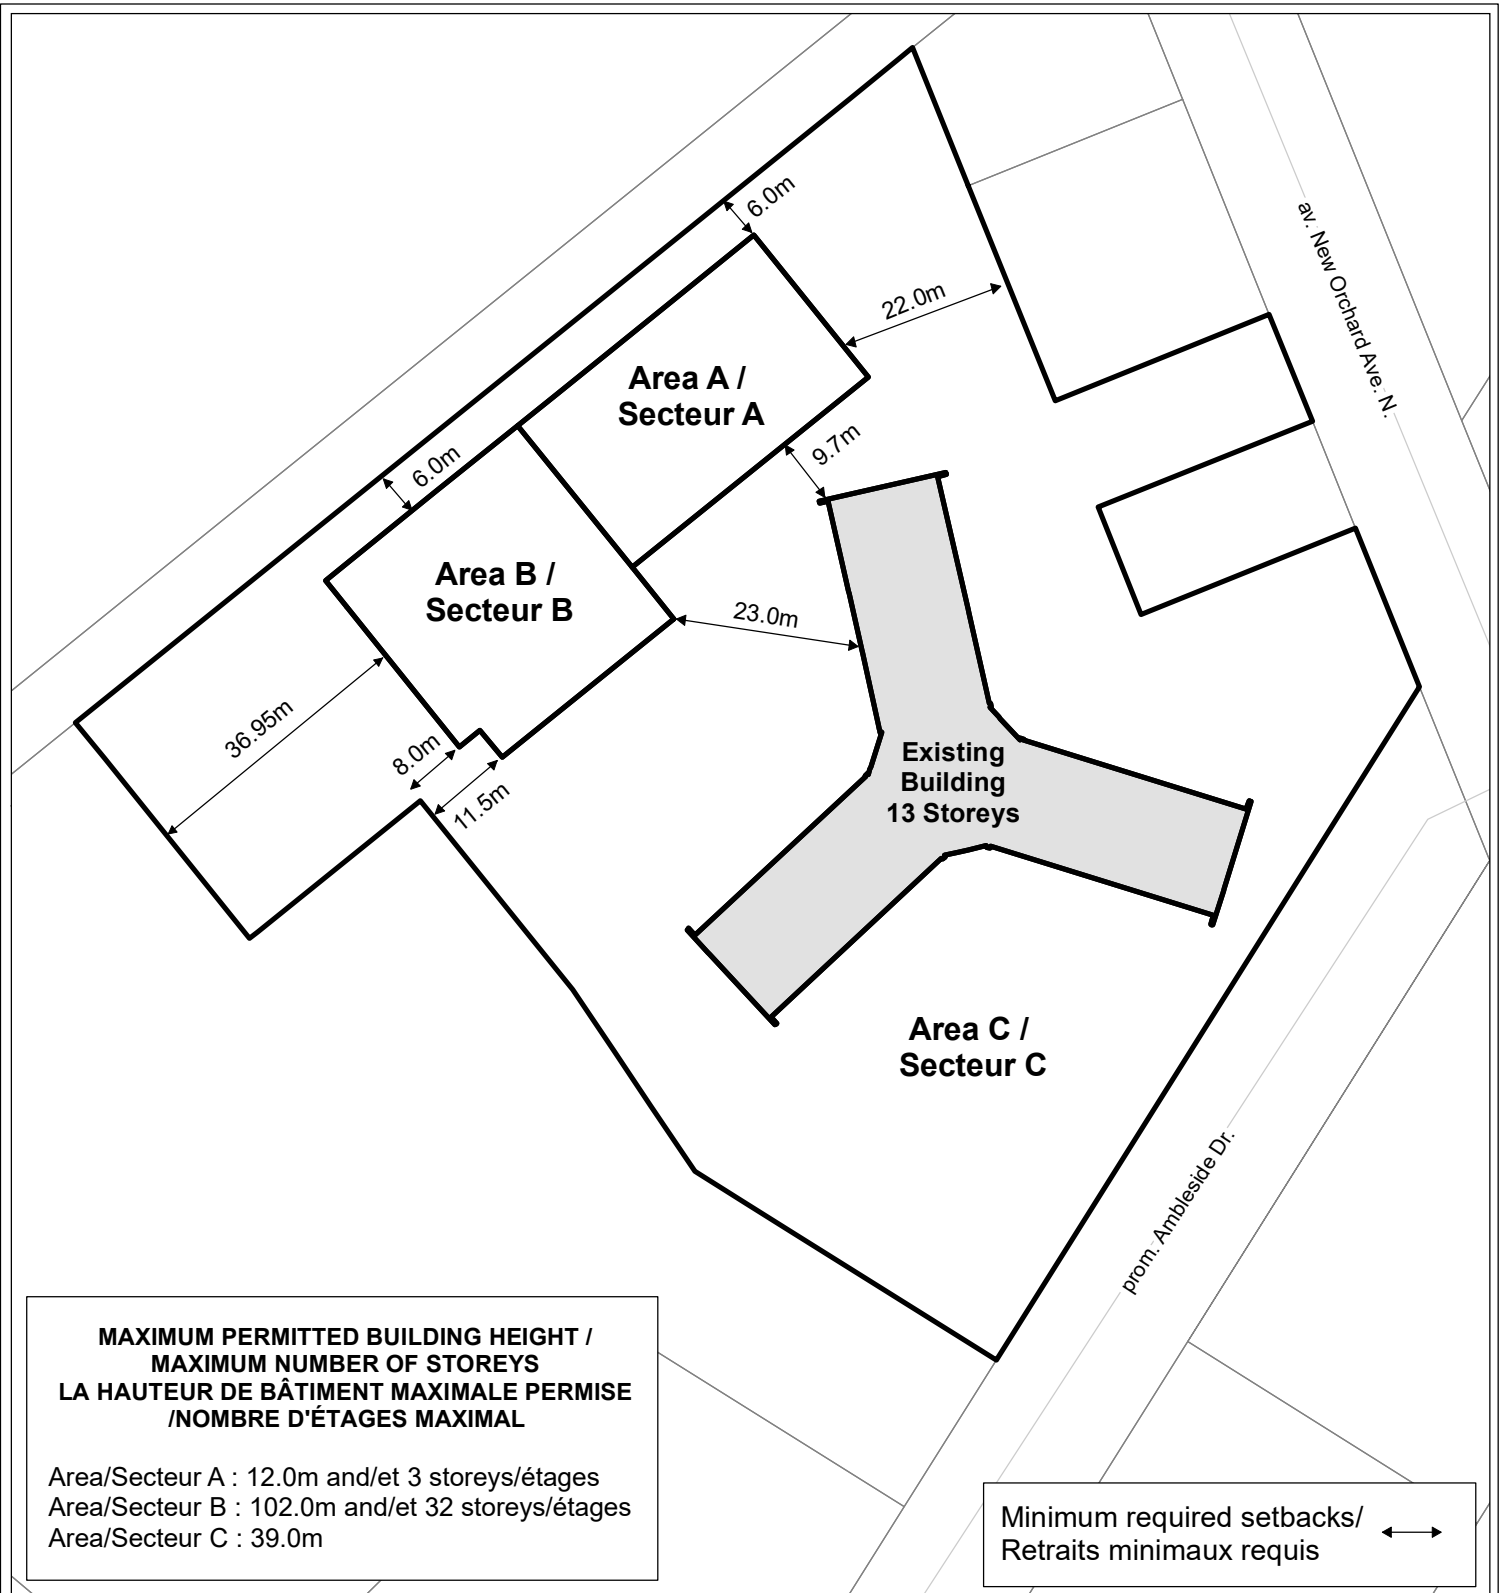 6.0m
av. New Orchard Ave. N.
22.0m
Area A /
Secteur A
9.7m
6.0m
Area B /
Secteur B
23.0m
36.95m
8.0m
11.5m
Existing
Building
13 Storeys
Area C /
Secteur C
prom. Ambleside Dr.
MAXIMUM PERMITTED BUILDING HEIGHT /
MAXIMUM NUMBER OF STOREYS
LA HAUTEUR DE BÂTIMENT MAXIMALE PERMISE
/NOMBRE D'ÉTAGES MAXIMAL
Area/Secteur A : 12.0m and/et 3 storeys/étages
Area/Secteur B : 102.0m and/et 32 storeys/étages
Area/Secteur C : 39.0m
Minimum required setbacks/
Retraits minimaux requis